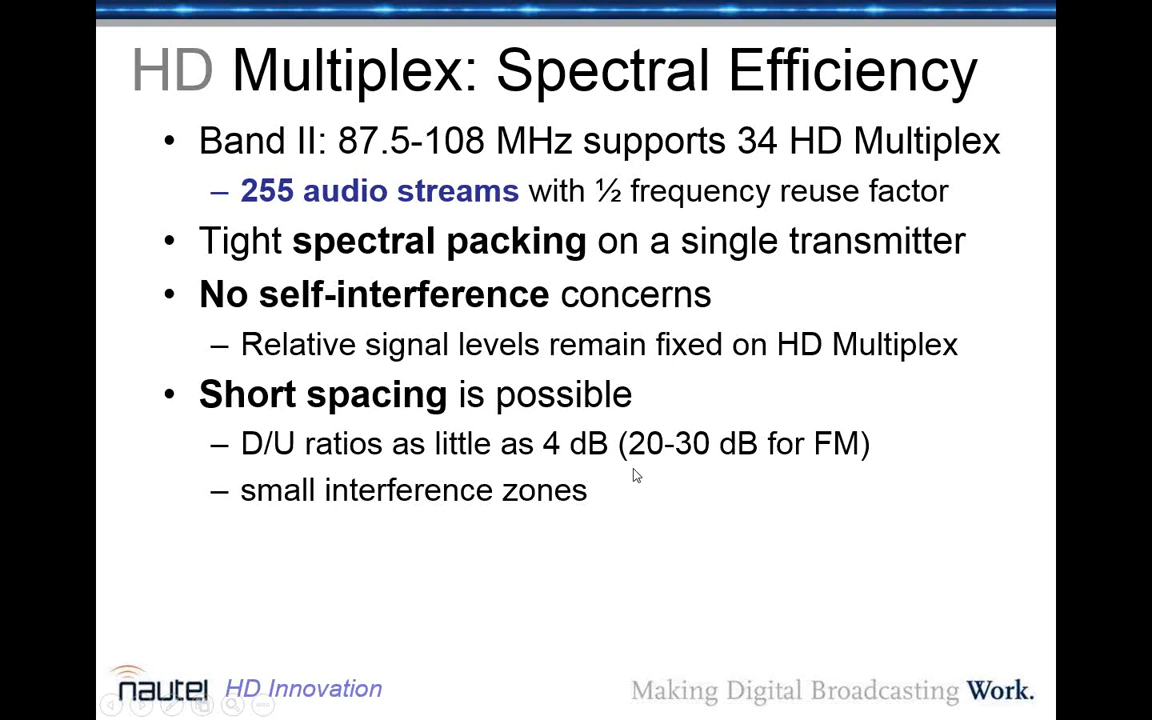 HD Multiplex: Spectral Efficiency
• Band II: 87.5-108 MHz supports 34 HD Multiplex
– 255 audio streams with ½ frequency reuse factor
• Tight spectral packing on a single transmitter
• No self-interference concerns
– Relative signal levels remain fixed on HD Multiplex
• Short spacing is possible
– D/U ratios as little as 4 dB (20-30 dB for FM)
– small interference zones
nautel HD Innovation
Making Digital Broadcasting Work.